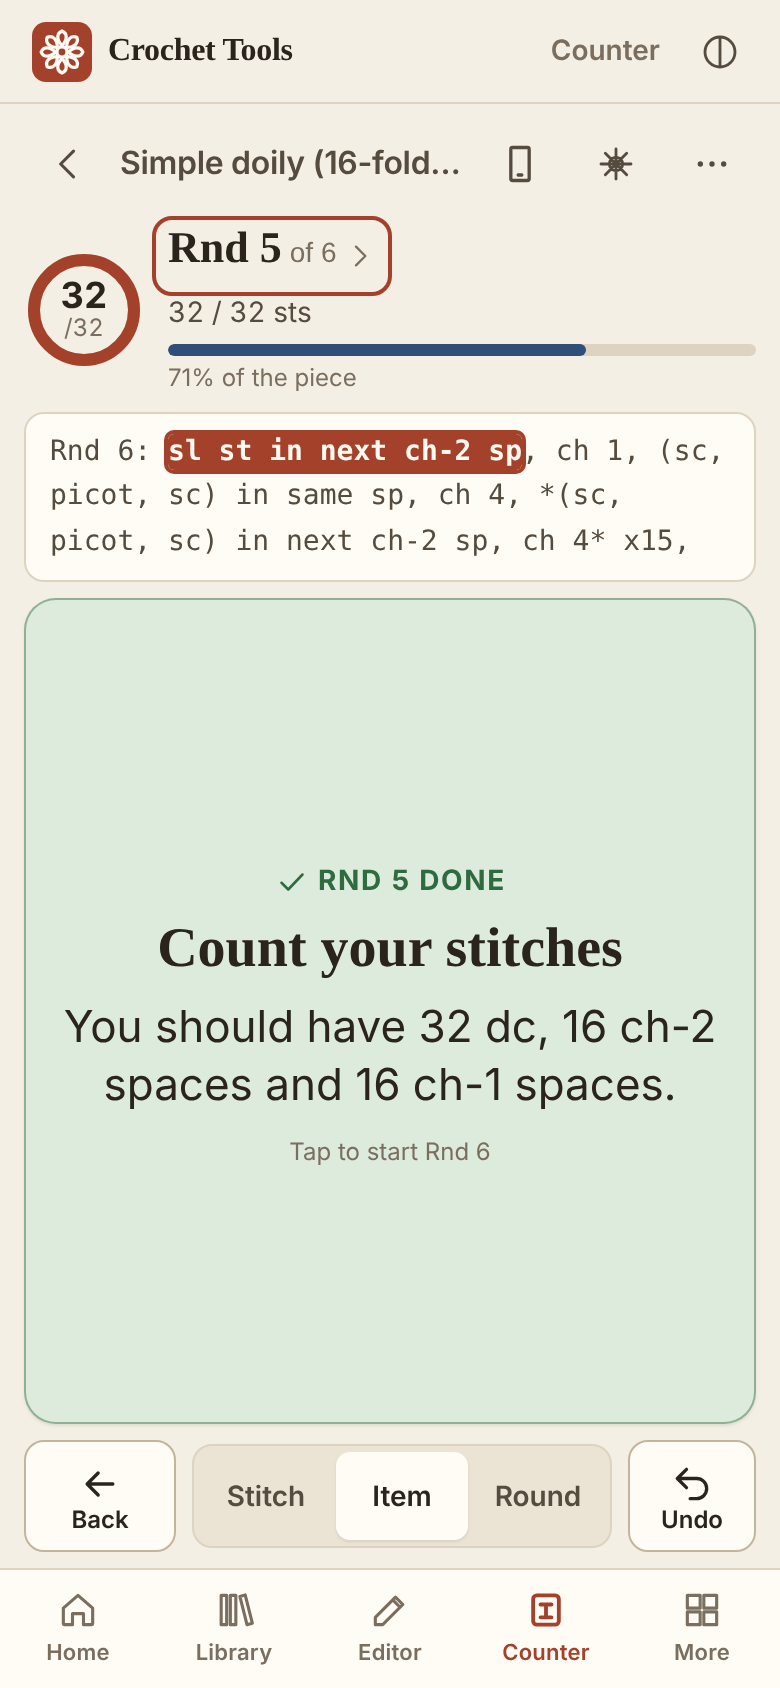 Crochet Tools
Counter
Simple doily (16-fold...
Rnd 5 of 6
32
/32
32 / 32 sts
71% of the piece
Rnd 6: sl st in next ch-2 sp, ch 1, (sc,
picot, sc) in same sp, ch 4, *(sc,
picot, sc) in next ch-2 sp, ch 4* x15,
RND 5 DONE
Count your stitches
You should have 32 dc, 16 ch-2
spaces and 16 ch-1 spaces.
Tap to start Rnd 6
Back
Stitch
Item
Round
Undo
Home
Library
Editor
Counter
More